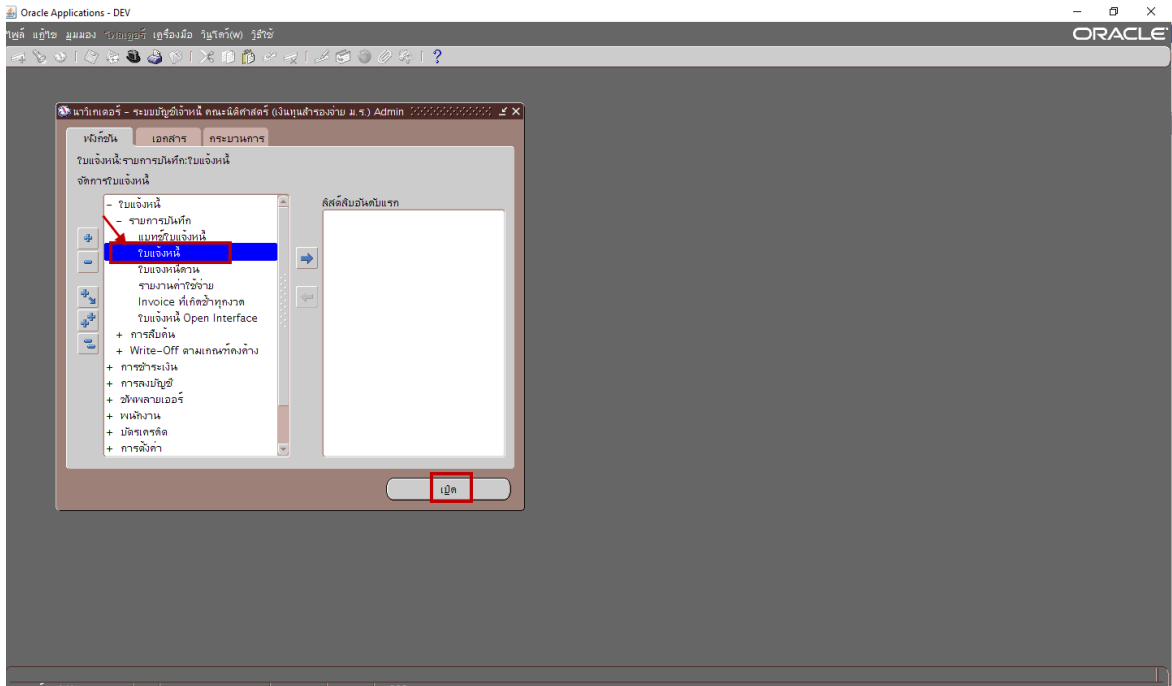 Oracle Applications - DEV
ไฟล์ แก้ไข มุมมอง โฟลเดอร์ เครื่องมือ วินโดว์(w) วิธีใช้
ORACLE
นาวิเกเตอร์ - ระบบบัญชีเจ้าหนี้ คณะนิติศาสตร์ (เงินทุนสำรองจ่าย ม.ร.) Admin
ฟังก์ชัน เอกสาร กระบวนการ
ใบแจ้งหนี้:รายการบันทึก:ใบแจ้งหนี้
จัดการใบแจ้งหนี้
ลิสต์สิบอันดับแรก
- ใบแจ้งหนี้
- รายการบันทึก
แบทช์ใบแจ้งหนี้
ใบแจ้งหนี้
ใบแจ้งหนี้ด่วน
รายงานค่าใช้จ่าย
Invoice ที่เกิดซ้ำทุกงวด
ใบแจ้งหนี้ Open Interface
+ การสืบค้น
+ Write-Off ตามเกณฑ์คงค้าง
+ การชำระเงิน
+ การลงบัญชี
+ ซัพพลายเออร์
+ พนักงาน
+ บัตรเครดิต
+ การตั้งค่า
เปิด